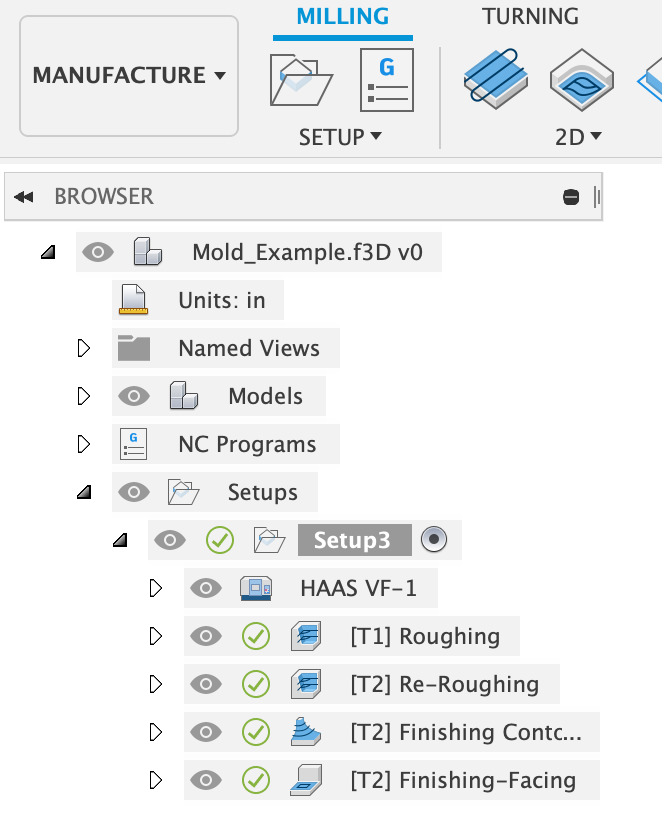 MILLING TURNING
MANUFACTURE
G
SETUP 2D
BROWSER
Mold_Example.f3D v0
Units: in
Named Views
Models
G
NC Programs
Setups
Setup3
HAAS VF-1
[T1] Roughing
[T2] Re-Roughing
[T2] Finishing Contc...
[T2] Finishing-Facing